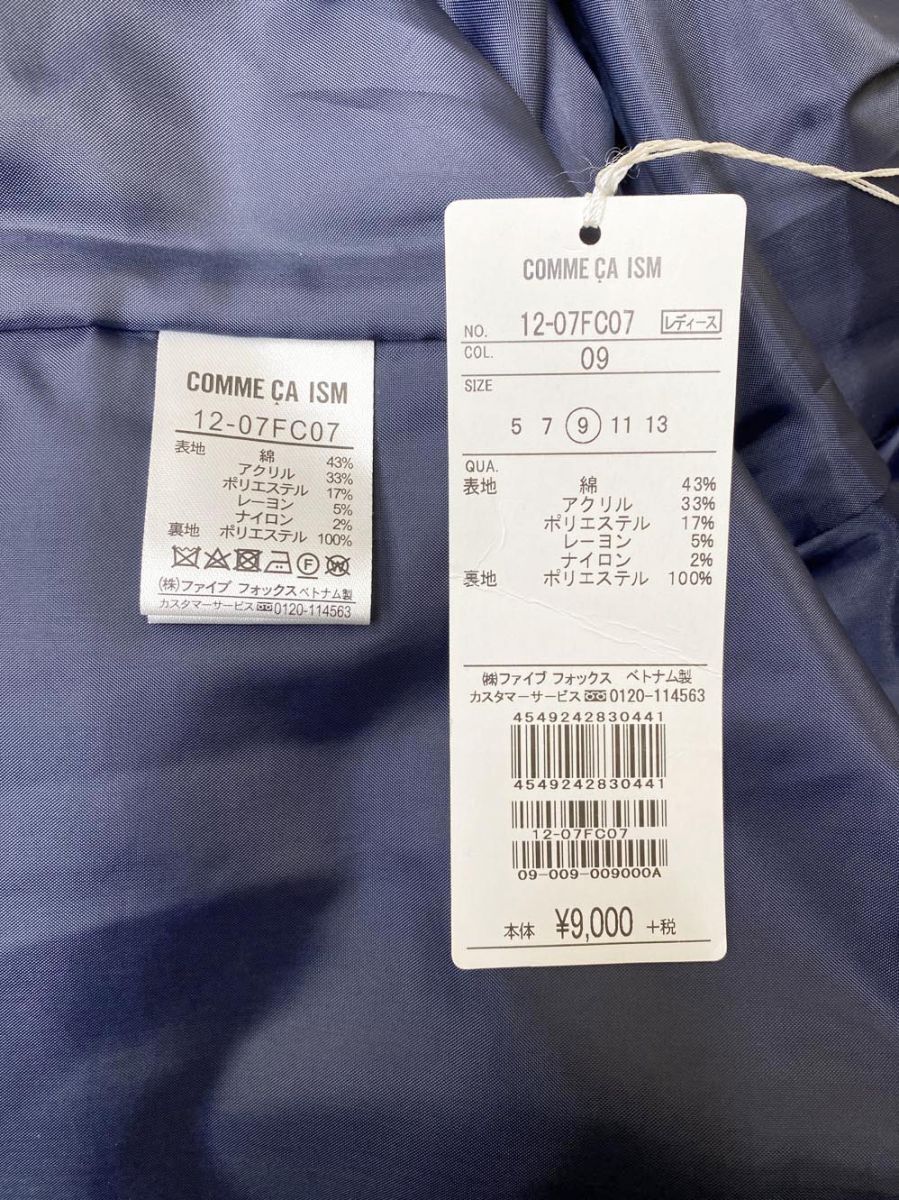 COMME ÇA ISM
12-07FC07
表地 綿 43%
アクリル 33%
ポリエステル 17%
レーヨン 5%
ナイロン 2%
裏地 ポリエステル 100%
F W
(株)ファイブ フォックス ベトナム製
カスタマーサービス 0120-114563
COMME ÇA ISM
NO. 12-07FC07 レディース
COL. 09
SIZE
5 7 9 11 13
QUA.
表地 綿 43%
アクリル 33%
ポリエステル 17%
レーヨン 5%
ナイロン 2%
裏地 ポリエステル 100%
㈱ファイブ フォックス ベトナム製
カスタマーサービス 0120-114563
4549242830441
4549242830441
12-07FC07
09-009-009000A
本体 ¥9,000 +税